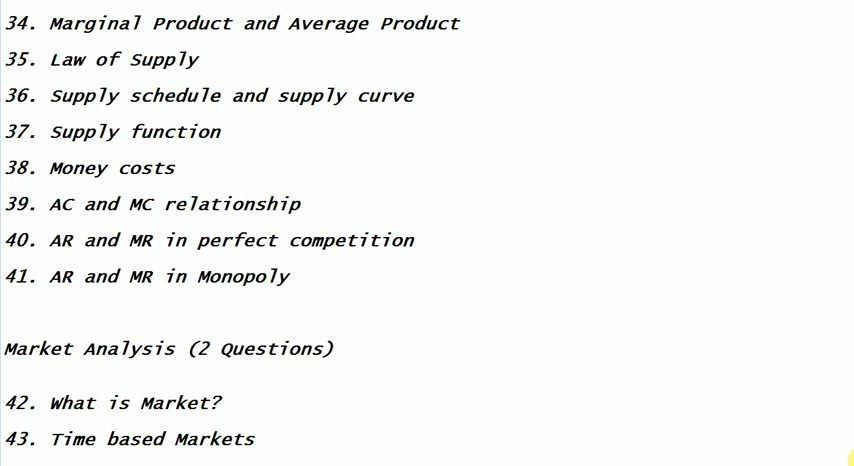 34. Marginal Product and Average Product
35. Law of Supply
36. Supply schedule and supply curve
37. Supply function
38. Money costs
39. AC and MC relationship
40. AR and MR in perfect competition
41. AR and MR in Monopoly
Market Analysis (2 Questions)
42. What is Market?
43. Time based Markets